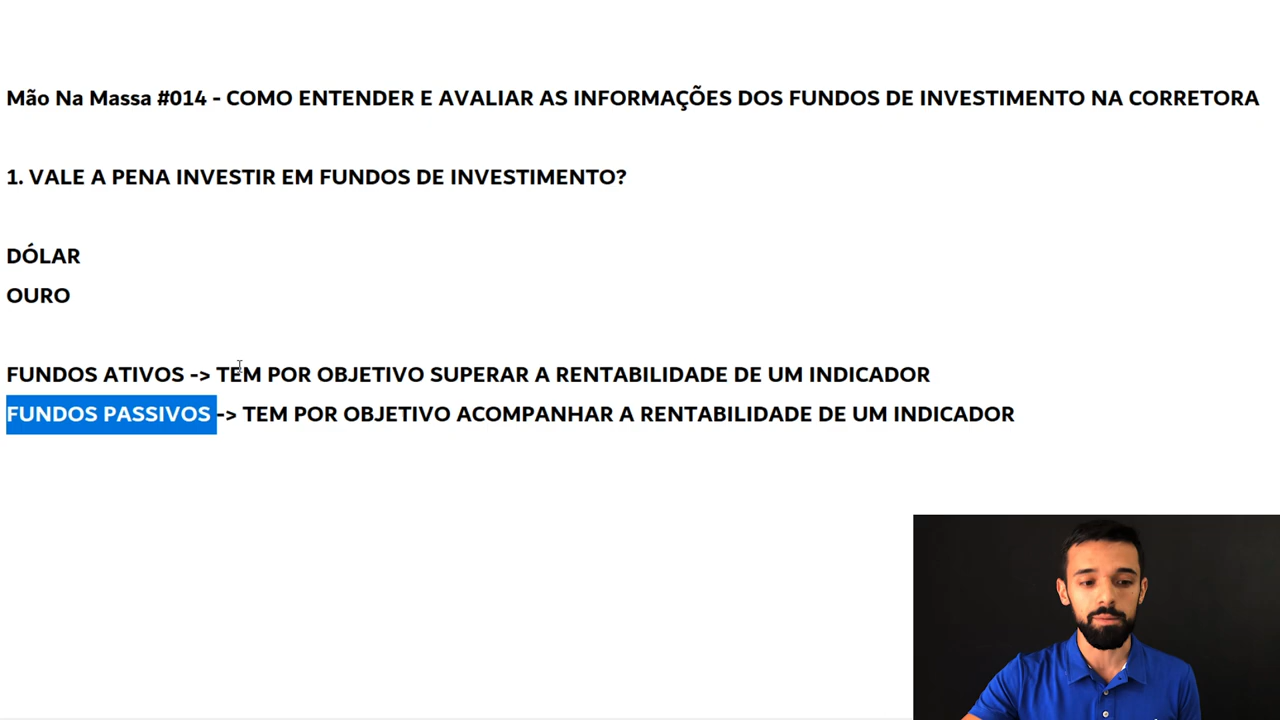 Mão Na Massa #014 - COMO ENTENDER E AVALIAR AS INFORMAÇÕES DOS FUNDOS DE INVESTIMENTO NA CORRETORA
1. VALE A PENA INVESTIR EM FUNDOS DE INVESTIMENTO?
DÓLAR
OURO
FUNDOS ATIVOS -> TEM POR OBJETIVO SUPERAR A RENTABILIDADE DE UM INDICADOR
FUNDOS PASSIVOS -> TEM POR OBJETIVO ACOMPANHAR A RENTABILIDADE DE UM INDICADOR